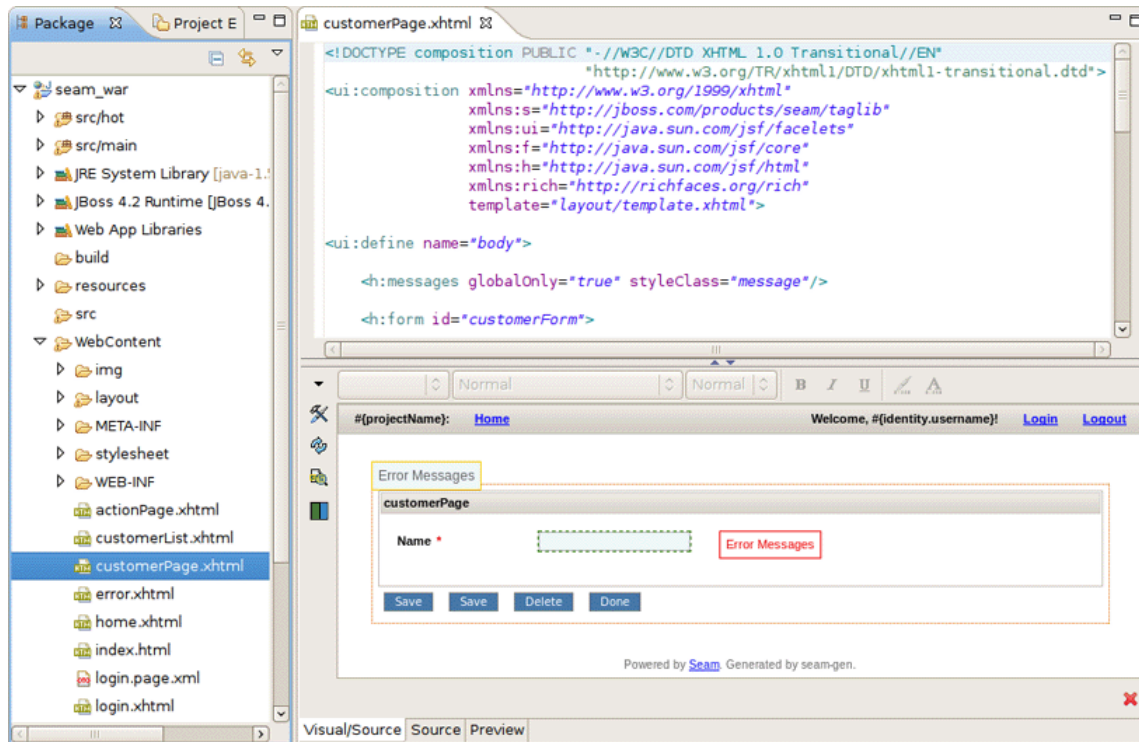 Package
Project E
seam_war
src/hot
src/main
JRE System Library [java-1.
JBoss 4.2 Runtime [JBoss 4.
Web App Libraries
build
resources
src
WebContent
img
layout
META-INF
stylesheet
WEB-INF
actionPage.xhtml
customerList.xhtml
customerPage.xhtml
error.xhtml
home.xhtml
index.html
login.page.xml
login.xhtml
customerPage.xhtml
<!DOCTYPE composition PUBLIC "-//W3C//DTD XHTML 1.0 Transitional//EN"
"http://www.w3.org/TR/xhtml1/DTD/xhtml1-transitional.dtd">
<ui:composition xmlns="http://www.w3.org/1999/xhtml"
xmlns:s="http://jboss.com/products/seam/taglib"
xmlns:ui="http://java.sun.com/jsf/facelets"
xmlns:f="http://java.sun.com/jsf/core"
xmlns:h="http://java.sun.com/jsf/html"
xmlns:rich="http://richfaces.org/rich"
template="layout/template.xhtml">
<ui:define name="body">
<h:messages globalOnly="true" styleClass="message"/>
<h:form id="customerForm">
Normal Normal B I U A
#{projectName}: Home Welcome, #{identity.username}! Login Logout
Error Messages
customerPage
Name * Error Messages
Save Save Delete Done
Powered by Seam. Generated by seam-gen.
Visual/Source Source Preview